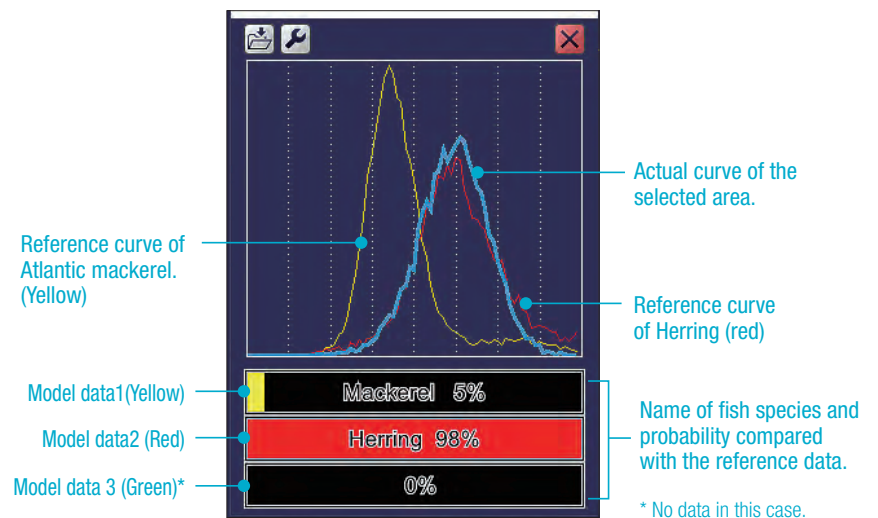 Actual curve of the
selected area.
Reference curve of
Atlantic mackerel.
(Yellow)
Reference curve
of Herring (red)
Model data1(Yellow)
Mackerel 5%
Model data2 (Red)
Herring 98%
Model data 3 (Green)*
0%
Name of fish species and
probability compared
with the reference data.
* No data in this case.